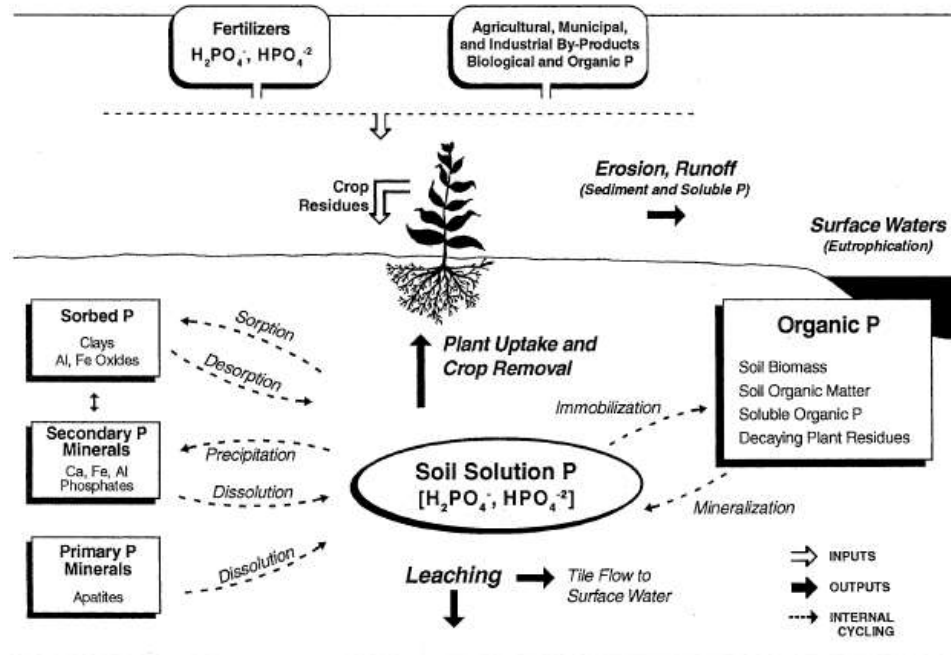 Fertilizers
H₂PO₄⁻, HPO₄⁻²
Agricultural, Municipal,
and Industrial By-Products
Biological and Organic P
Crop
Residues
Erosion, Runoff
(Sediment and Soluble P)
Surface Waters
(Eutrophication)
Sorbed P
Clays
Al, Fe Oxides
Sorption
Desorption
Plant Uptake and
Crop Removal
Organic P
Soil Biomass
Soil Organic Matter
Soluble Organic P
Decaying Plant Residues
Immobilization
Secondary P
Minerals
Ca, Fe, Al
Phosphates
Precipitation
Dissolution
Soil Solution P
[H₂PO₄⁻, HPO₄⁻²]
Mineralization
Primary P
Minerals
Apatites
Dissolution
Leaching
Tile Flow to
Surface Water
INPUTS
OUTPUTS
INTERNAL
CYCLING